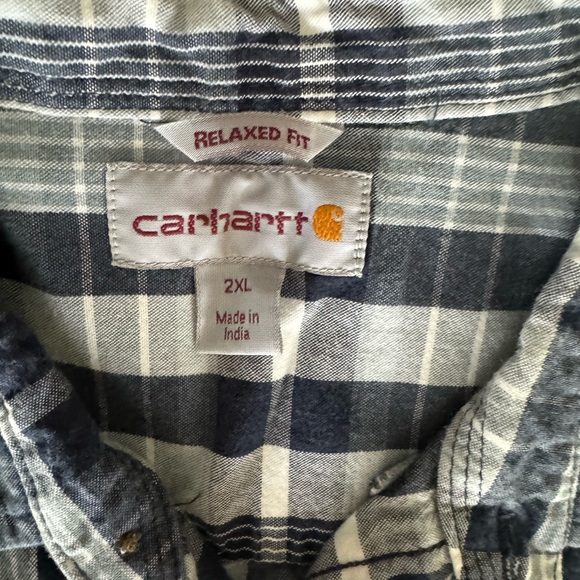 RELAXED FIT
carhartt
2XL
Made in
India